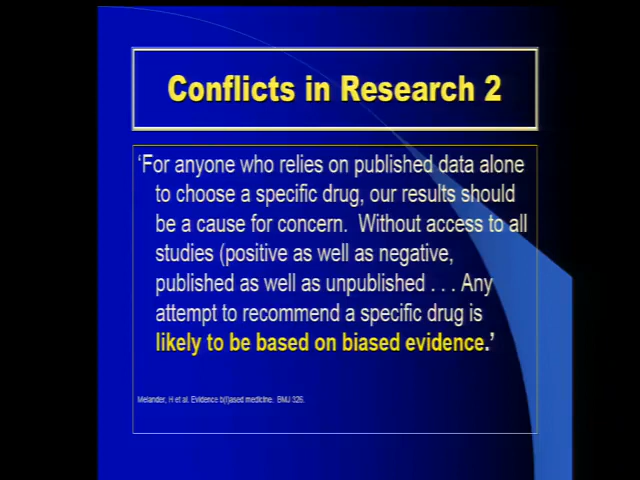 Conflicts in Research 2
‘For anyone who relies on published data alone
to choose a specific drug, our results should
be a cause for concern. Without access to all
studies (positive as well as negative,
published as well as unpublished . . . Any
attempt to recommend a specific drug is
likely to be based on biased evidence.’
Melander, H et al. Evidence b(i)ased medicine. BMJ 326.